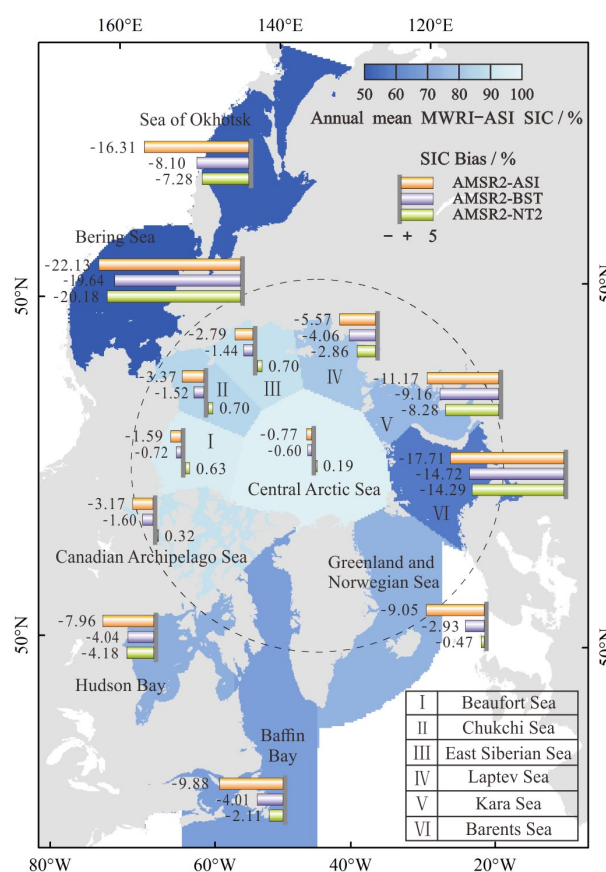 160°E 140°E 120°E
50 60 70 80 90 100
Annual mean MWRI-ASI SIC / %
Sea of Okhotsk
-16.31
-8.10
-7.28
SIC Bias / %
AMSR2-ASI
AMSR2-BST
AMSR2-NT2
- + 5
Bering Sea
-22.13
-19.64
-20.18
50°N
50°N
-2.79
-1.44
0.70
III
-5.57
-4.06
-2.86
IV
-3.37
-1.52
0.70
II
-11.17
-9.16
-8.28
V
-1.59
-0.72
0.63
I
-0.77
-0.60
0.19
Central Arctic Sea
-17.71
-14.72
-14.29
VI
-3.17
-1.60
0.32
Canadian Archipelago Sea
Greenland and
Norwegian Sea
-9.05
-2.93
-0.47
-7.96
-4.04
-4.18
Hudson Bay
50°N
50°N
Baffin
Bay
-9.88
-4.01
-2.11
I Beaufort Sea
II Chukchi Sea
III East Siberian Sea
IV Laptev Sea
V Kara Sea
VI Barents Sea
80°W 60°W 40°W 20°W